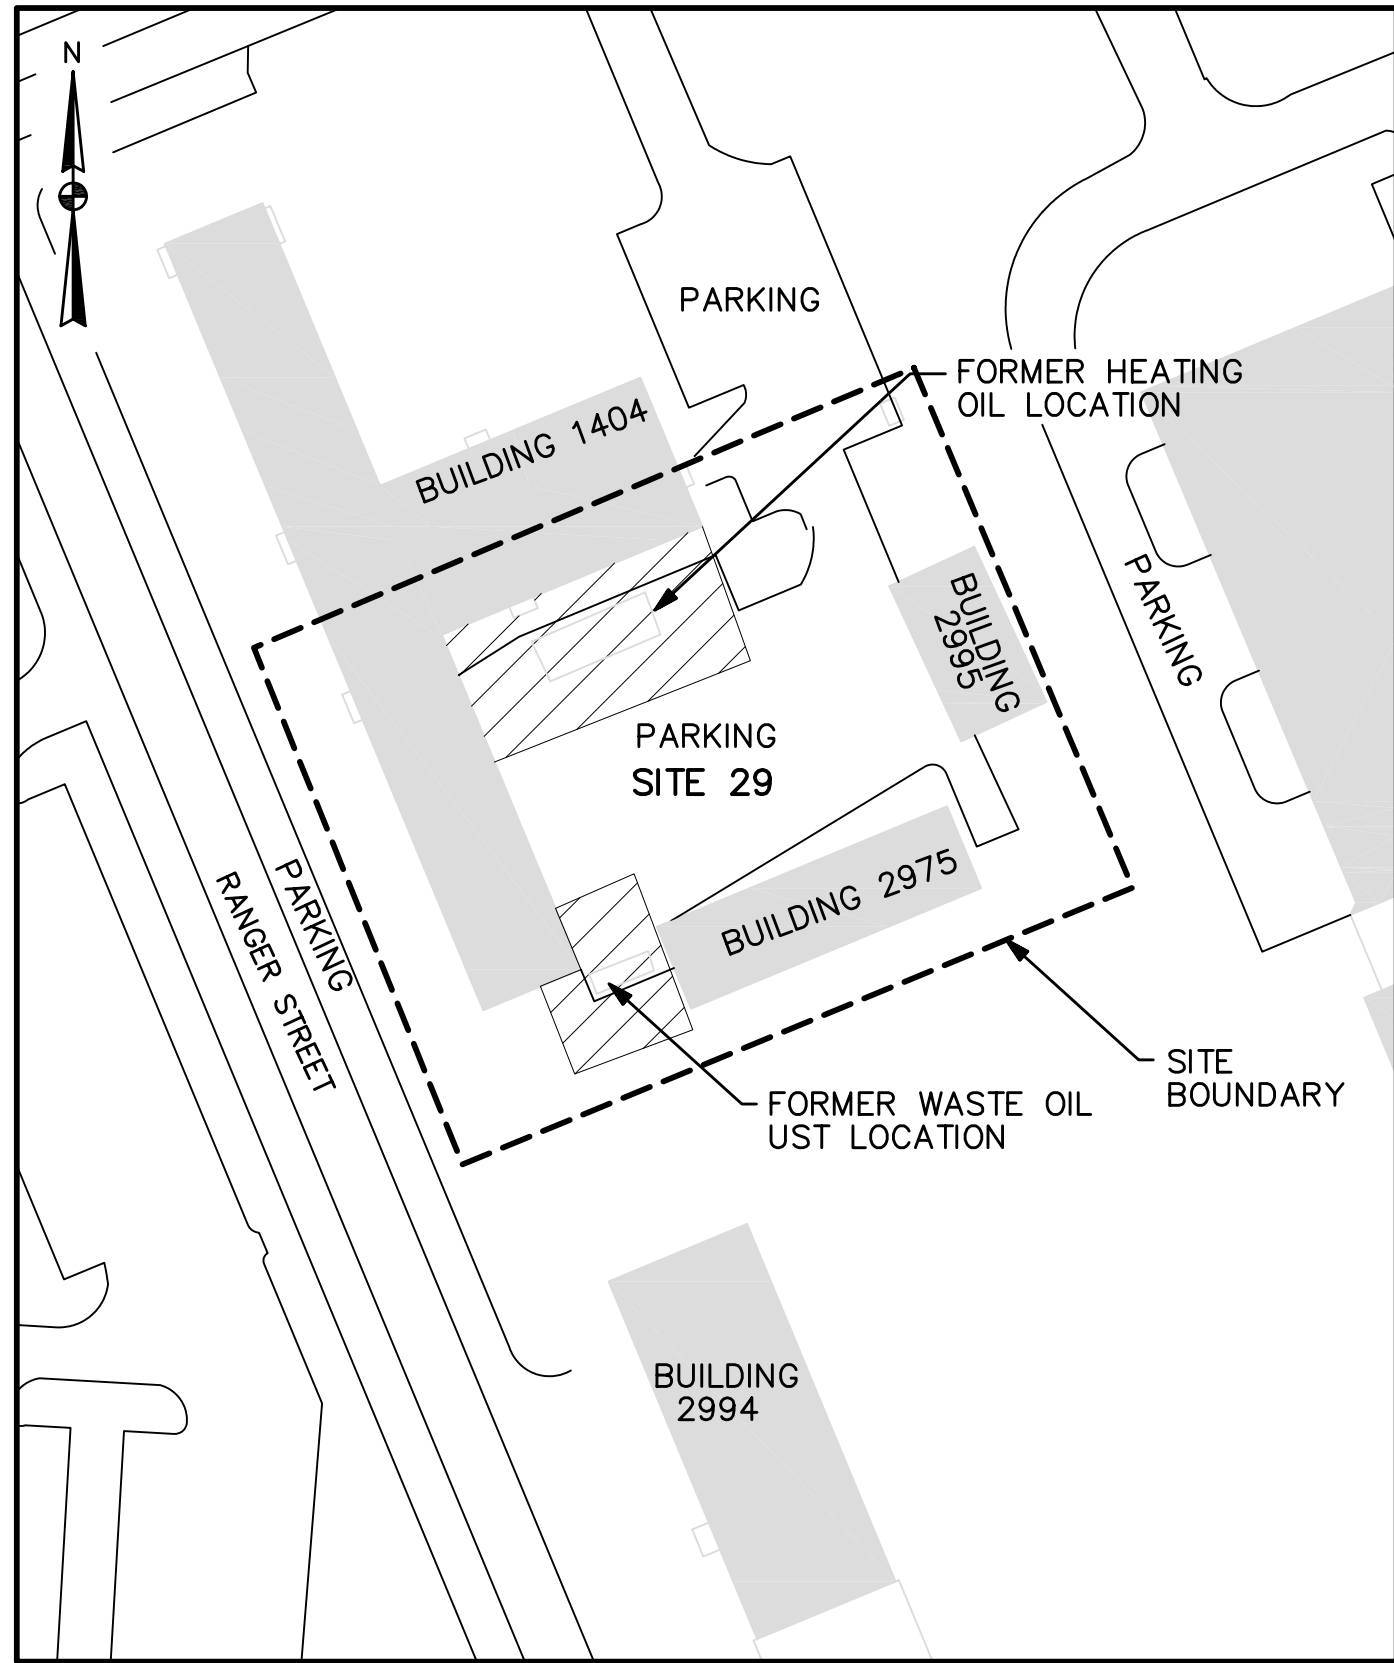 N
PARKING
FORMER HEATING
OIL LOCATION
BUILDING 1404
PARKING
BUILDING
2995
PARKING
SITE 29
BUILDING 2975
PARKING
RANGER STREET
SITE
BOUNDARY
FORMER WASTE OIL
UST LOCATION
BUILDING
2994